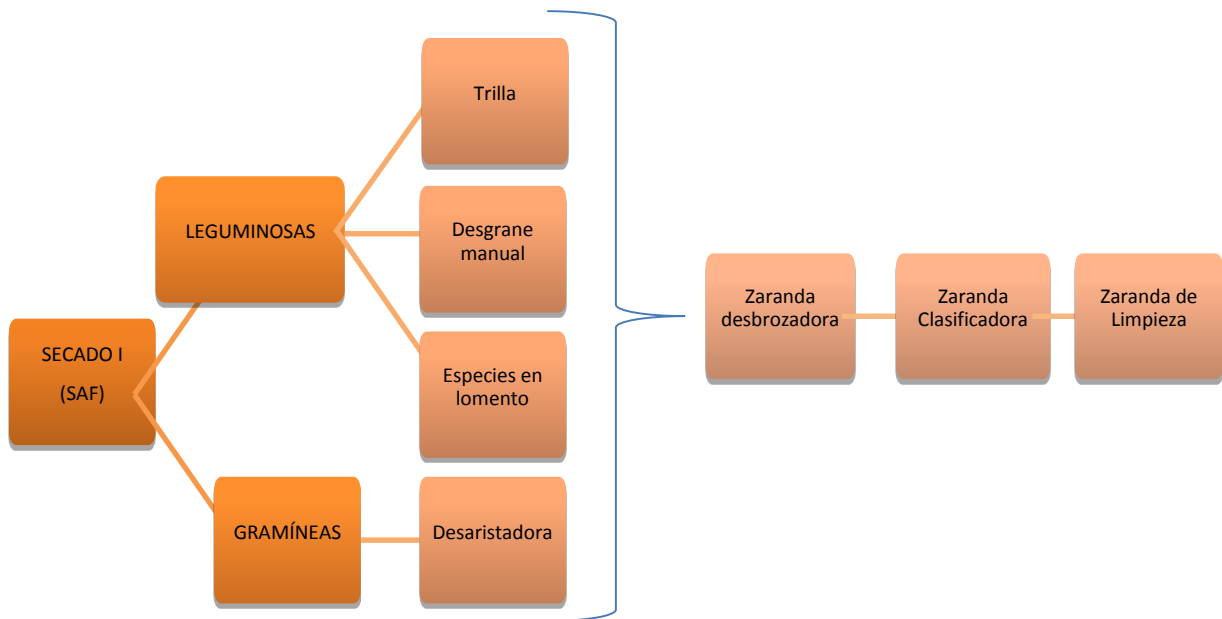 SECADO I
(SAF)
LEGUMINOSAS
GRAMÍNEAS
Trilla
Desgrane
manual
Especies en
lomento
Desaristadora
Zaranda
desbrozadora
Zaranda
Clasificadora
Zaranda de
Limpieza